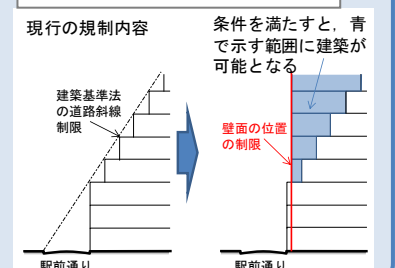 現行の規制内容
条件を満たすと，青
で示す範囲に建築が
可能となる
建築基準法
の道路斜線
制限
壁面の位置
の制限
駅前通り
駅前通り